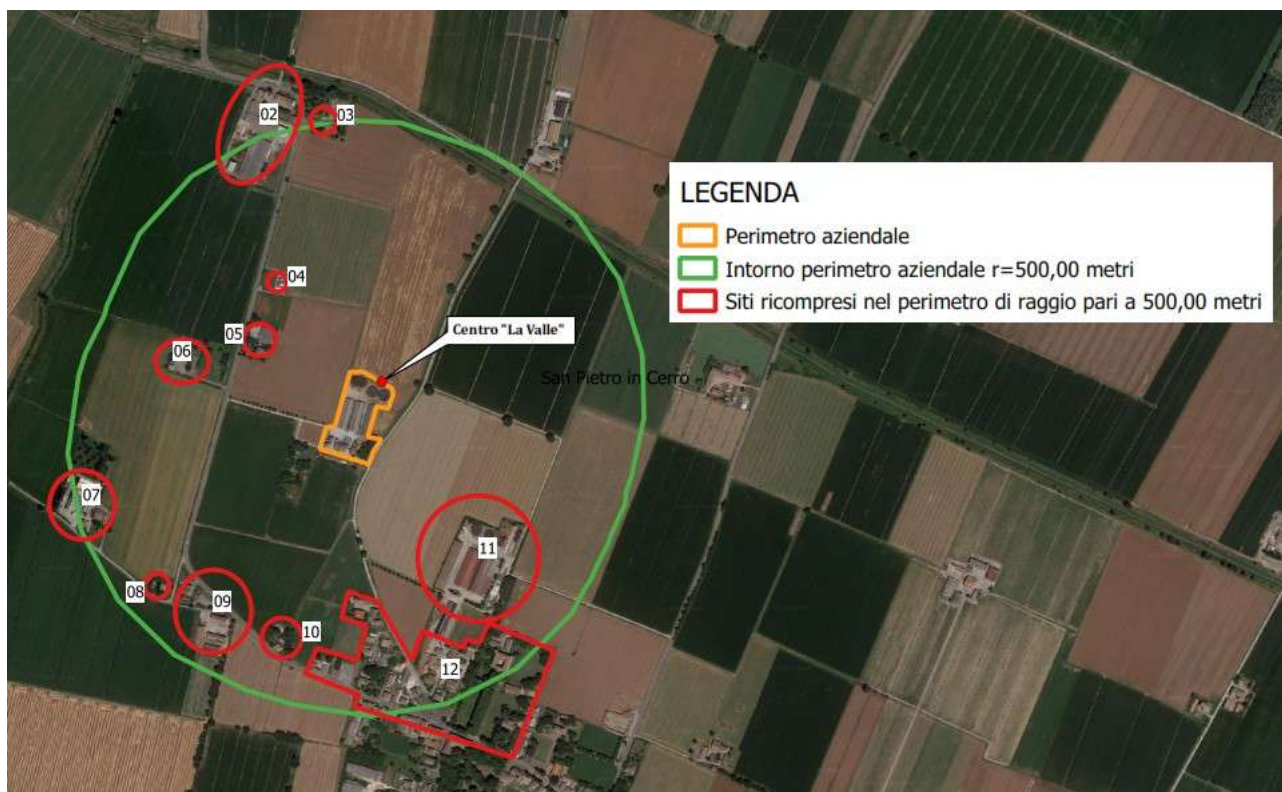 02
03
LEGENDA
Perimetro aziendale
Intorno perimetro aziendale r=500,00 metri
Siti ricompresi nel perimetro di raggio pari a 500,00 metri
04
05
Centro "La Valle"
06
San Pietro in Cerro
07
11
08
09
10
12